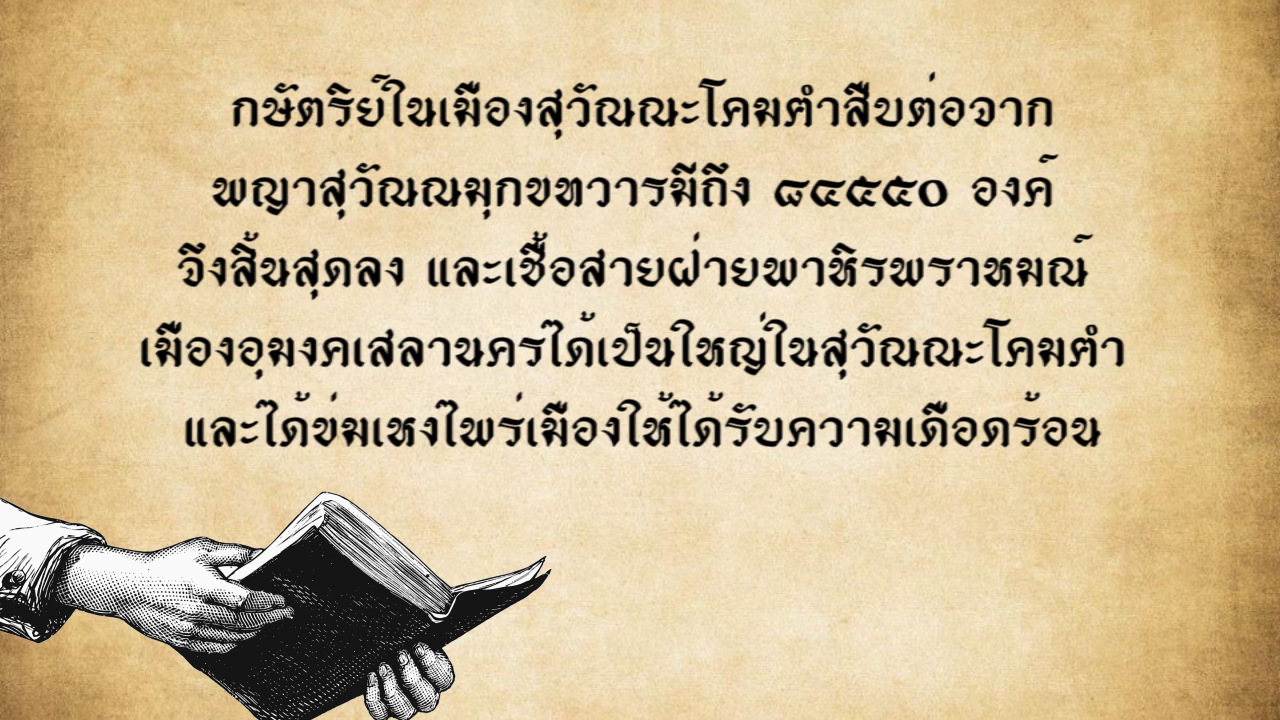 กษัตริย์ในเมืองสุวัณณะโคมคำสืบต่อจาก
พญาสุวัณณมุกขทวารมีถึง ๘๔๕๕๐ องค์
จึงสิ้นสุดลง และเชื้อสายฝ่ายพาหิรพราหมณ์
เมืองอุมงคเสลานครได้เป็นใหญ่ในสุวัณณะโคมคำ
และได้ข่มเหงไพร่เมืองให้ได้รับความเดือดร้อน